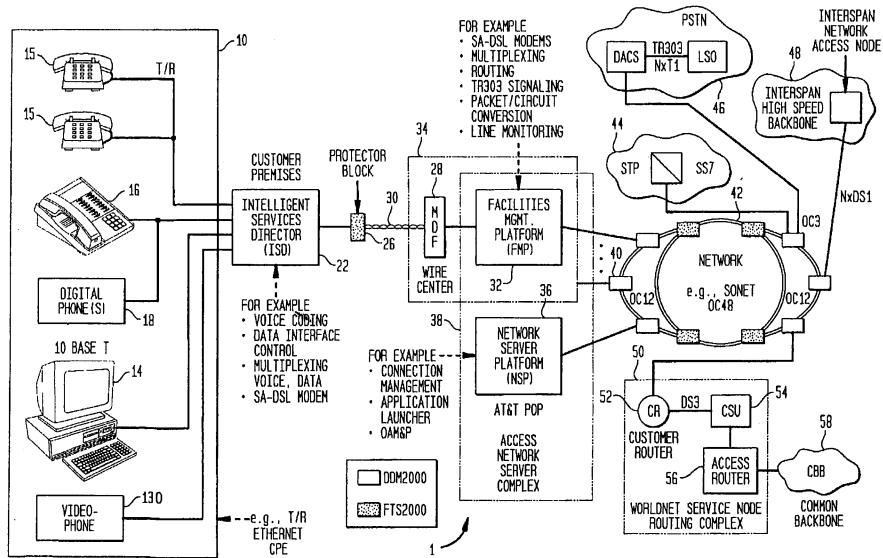 15
10
T/R
15
16
DIGITAL
PHONE(S)
18
10 BASE T
14
VIDEO-
PHONE
130
e.g., T/R
ETHERNET
CPE
CUSTOMER
PREMISES
INTELLIGENT
SERVICES
DIRECTOR
(ISD)
22
FOR EXAMPLE
• VOICE CODING
• DATA INTERFACE
CONTROL
• MULTIPLEXING
VOICE, DATA
• SA-DSL MODEM
PROTECTOR
BLOCK
26
30
28
MDF
WIRE
CENTER
34
FOR EXAMPLE
• SA-DSL MODEMS
• MULTIPLEXING
• ROUTING
• TR303 SIGNALING
• PACKET/CIRCUIT
CONVERSION
• LINE MONITORING
FACILITIES
MGMT.
PLATFORM
(FMP)
32
36
38
NETWORK
SERVER
PLATFORM
(NSP)
FOR EXAMPLE
• CONNECTION
MANAGEMENT
• APPLICATION
LAUNCHER
• OAM&P
AT&T POP
ACCESS
NETWORK
SERVER
COMPLEX
DDM2000
FTS2000
1
PSTN
DACS
TR303
NxT1
LSO
46
INTERSPAN
NETWORK
ACCESS NODE
48
INTERSPAN
HIGH SPEED
BACKBONE
44
STP
SS7
NxDS1
42
OC3
40
NETWORK
e.g., SONET
OC48
OC12
OC12
50
52
CR
DS3
CSU
54
CUSTOMER
ROUTER
56
ACCESS
ROUTER
58
CBB
COMMON
BACKBONE
WORLDNET SERVICE NODE
ROUTING COMPLEX